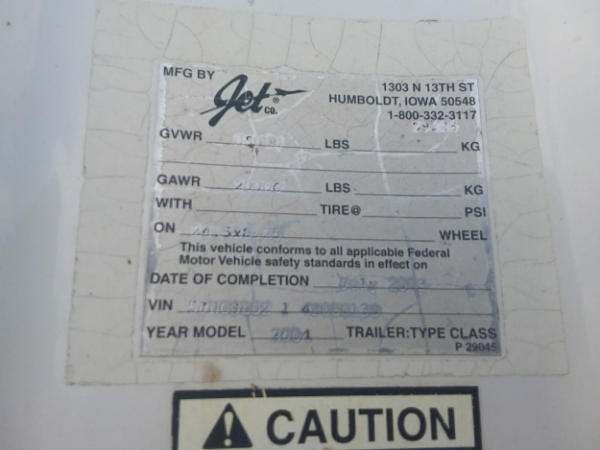 MFG BY Jet® CO. 1303 N 13TH ST
HUMBOLDT, IOWA 50548
1-800-332-3117
GVWR LBS KG
GAWR LBS KG
WITH TIRE@ PSI
ON WHEEL
This vehicle conforms to all applicable Federal
Motor Vehicle safety standards in effect on
DATE OF COMPLETION
VIN
YEAR MODEL 2004 TRAILER:TYPE CLASS
P 29045
CAUTION